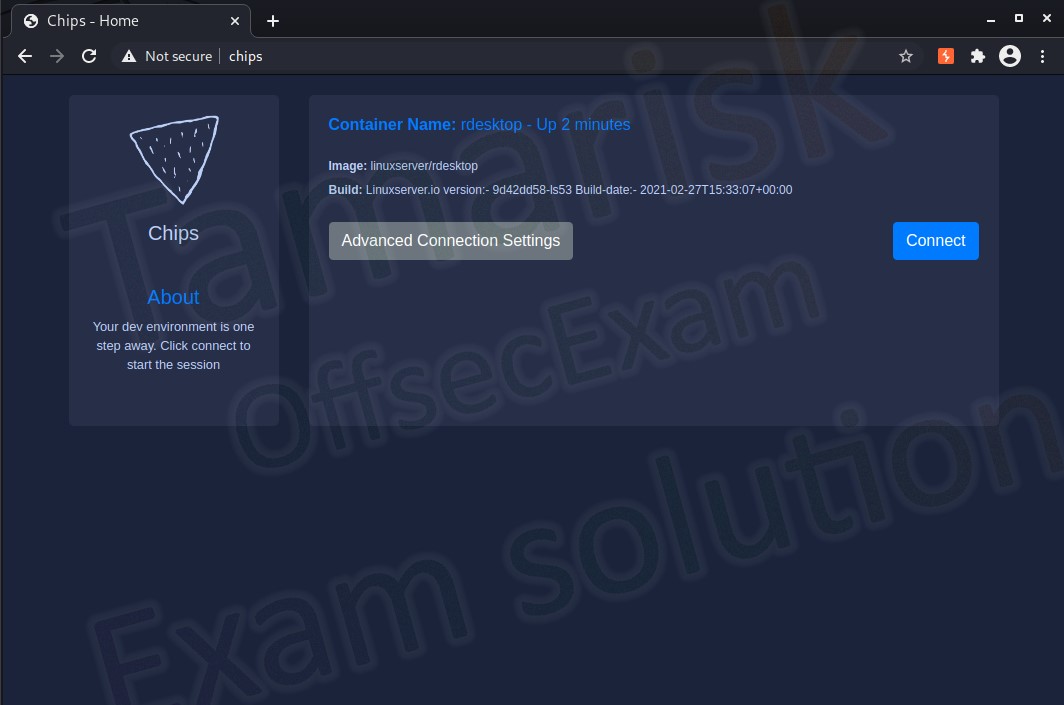 Chips - Home
Not secure
chips
Chips
About
Your dev environment is one
step away. Click connect to
start the session
Container Name: rdesktop - Up 2 minutes
Image: linuxserver/rdesktop
Build: Linuxserver.io version:- 9d42dd58-ls53 Build-date:- 2021-02-27T15:33:07+00:00
Advanced Connection Settings
Connect
Tamarisk
OffsecExam
Exam solution